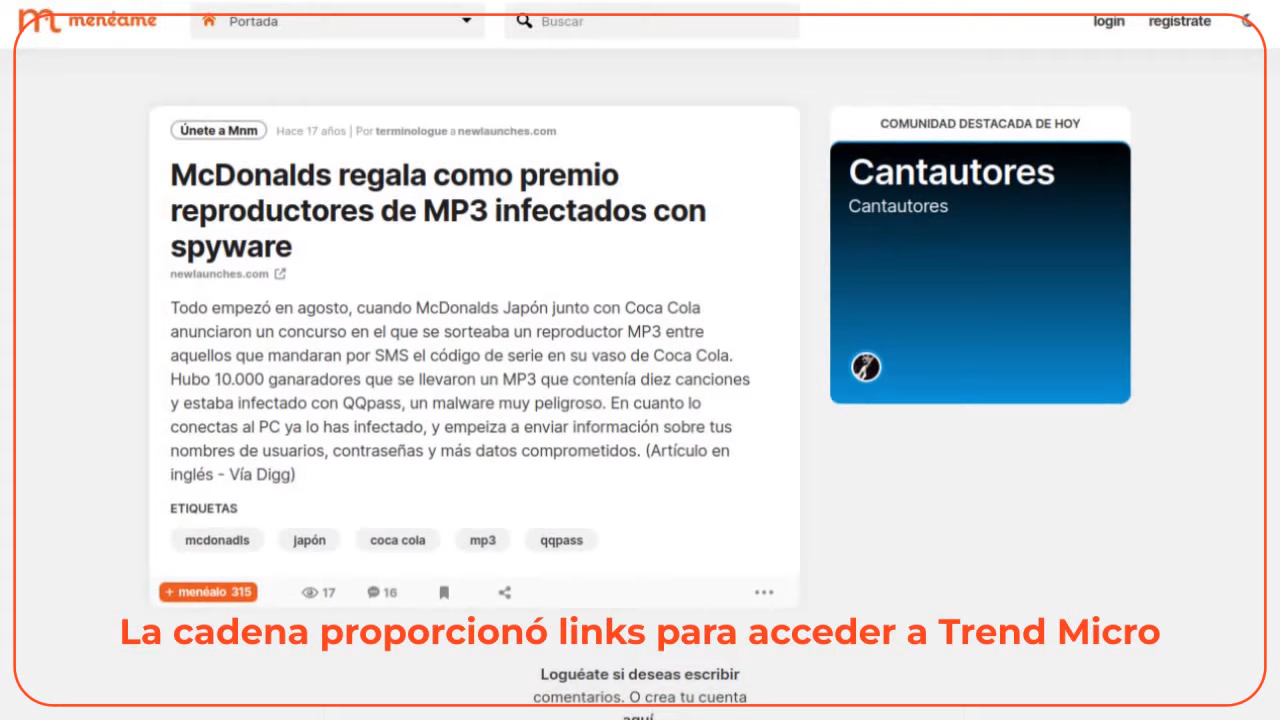 menéame Portada Buscar login registrate
Únete a Mnm Hace 17 años | Por terminologue a newlaunches.com
McDonalds regala como premio
reproductores de MP3 infectados con
spyware
newlaunches.com
Todo empezó en agosto, cuando McDonalds Japón junto con Coca Cola
anunciaron un concurso en el que se sorteaba un reproductor MP3 entre
aquellos que mandaran por SMS el código de serie en su vaso de Coca Cola.
Hubo 10.000 ganaradores que se llevaron un MP3 que contenía diez canciones
y estaba infectado con QQpass, un malware muy peligroso. En cuanto lo
conectas al PC ya lo has infectado, y empeiza a enviar información sobre tus
nombres de usuarios, contraseñas y más datos comprometidos. (Artículo en
inglés - Vía Digg)
ETIQUETAS
mcdonadls japón coca cola mp3 qqpass
+ menéalo 315 17 16
COMUNIDAD DESTACADA DE HOY
Cantautores
Cantautores
La cadena proporcionó links para acceder a Trend Micro
Loguéate si deseas escribir
comentarios. O crea tu cuenta
aquí